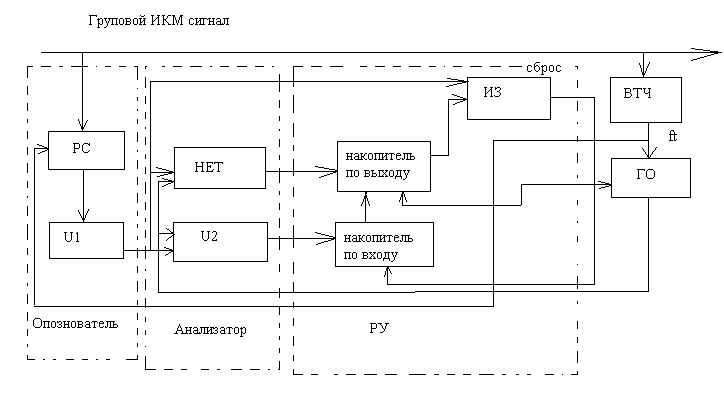 Груповой ИКМ сигнал
сброс
ИЗ
ВТЧ
РС
НЕТ
накопитель
по выходу
ft
ГО
U1
U2
накопитель
по входу
Опознователь
Анализатор
РУ